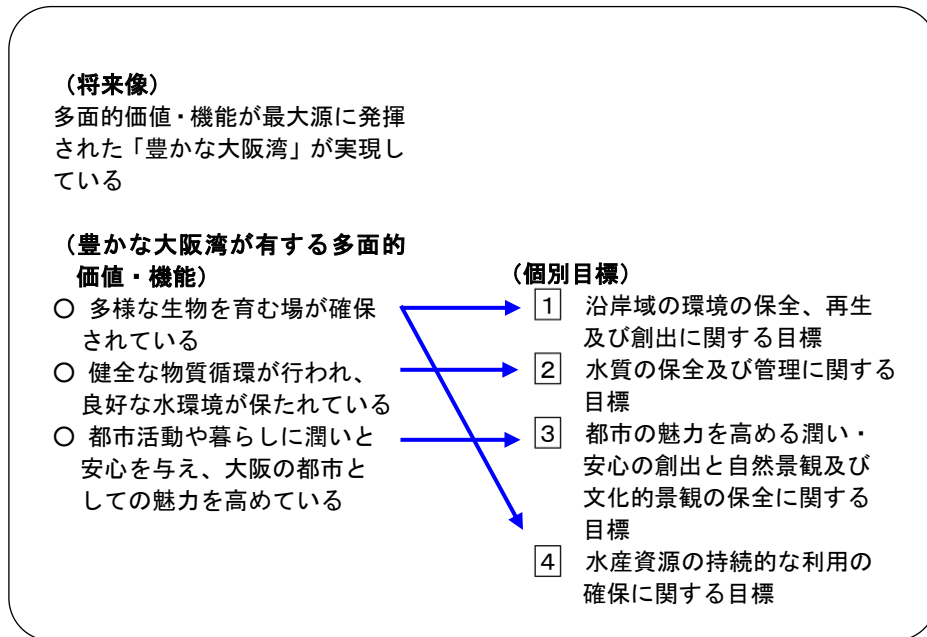 （将来像）
多面的価値・機能が最大源に発揮
された「豊かな大阪湾」が実現し
ている
（豊かな大阪湾が有する多面的
価値・機能）
○ 多様な生物を育む場が確保
されている
○ 健全な物質循環が行われ、
良好な水環境が保たれている
○ 都市活動や暮らしに潤いと
安心を与え、大阪の都市と
しての魅力を高めている
（個別目標）
1 沿岸域の環境の保全、再生
及び創出に関する目標
2 水質の保全及び管理に関する
目標
3 都市の魅力を高める潤い・
安心の創出と自然景観及び
文化的景観の保全に関する
目標
4 水産資源の持続的な利用の
確保に関する目標